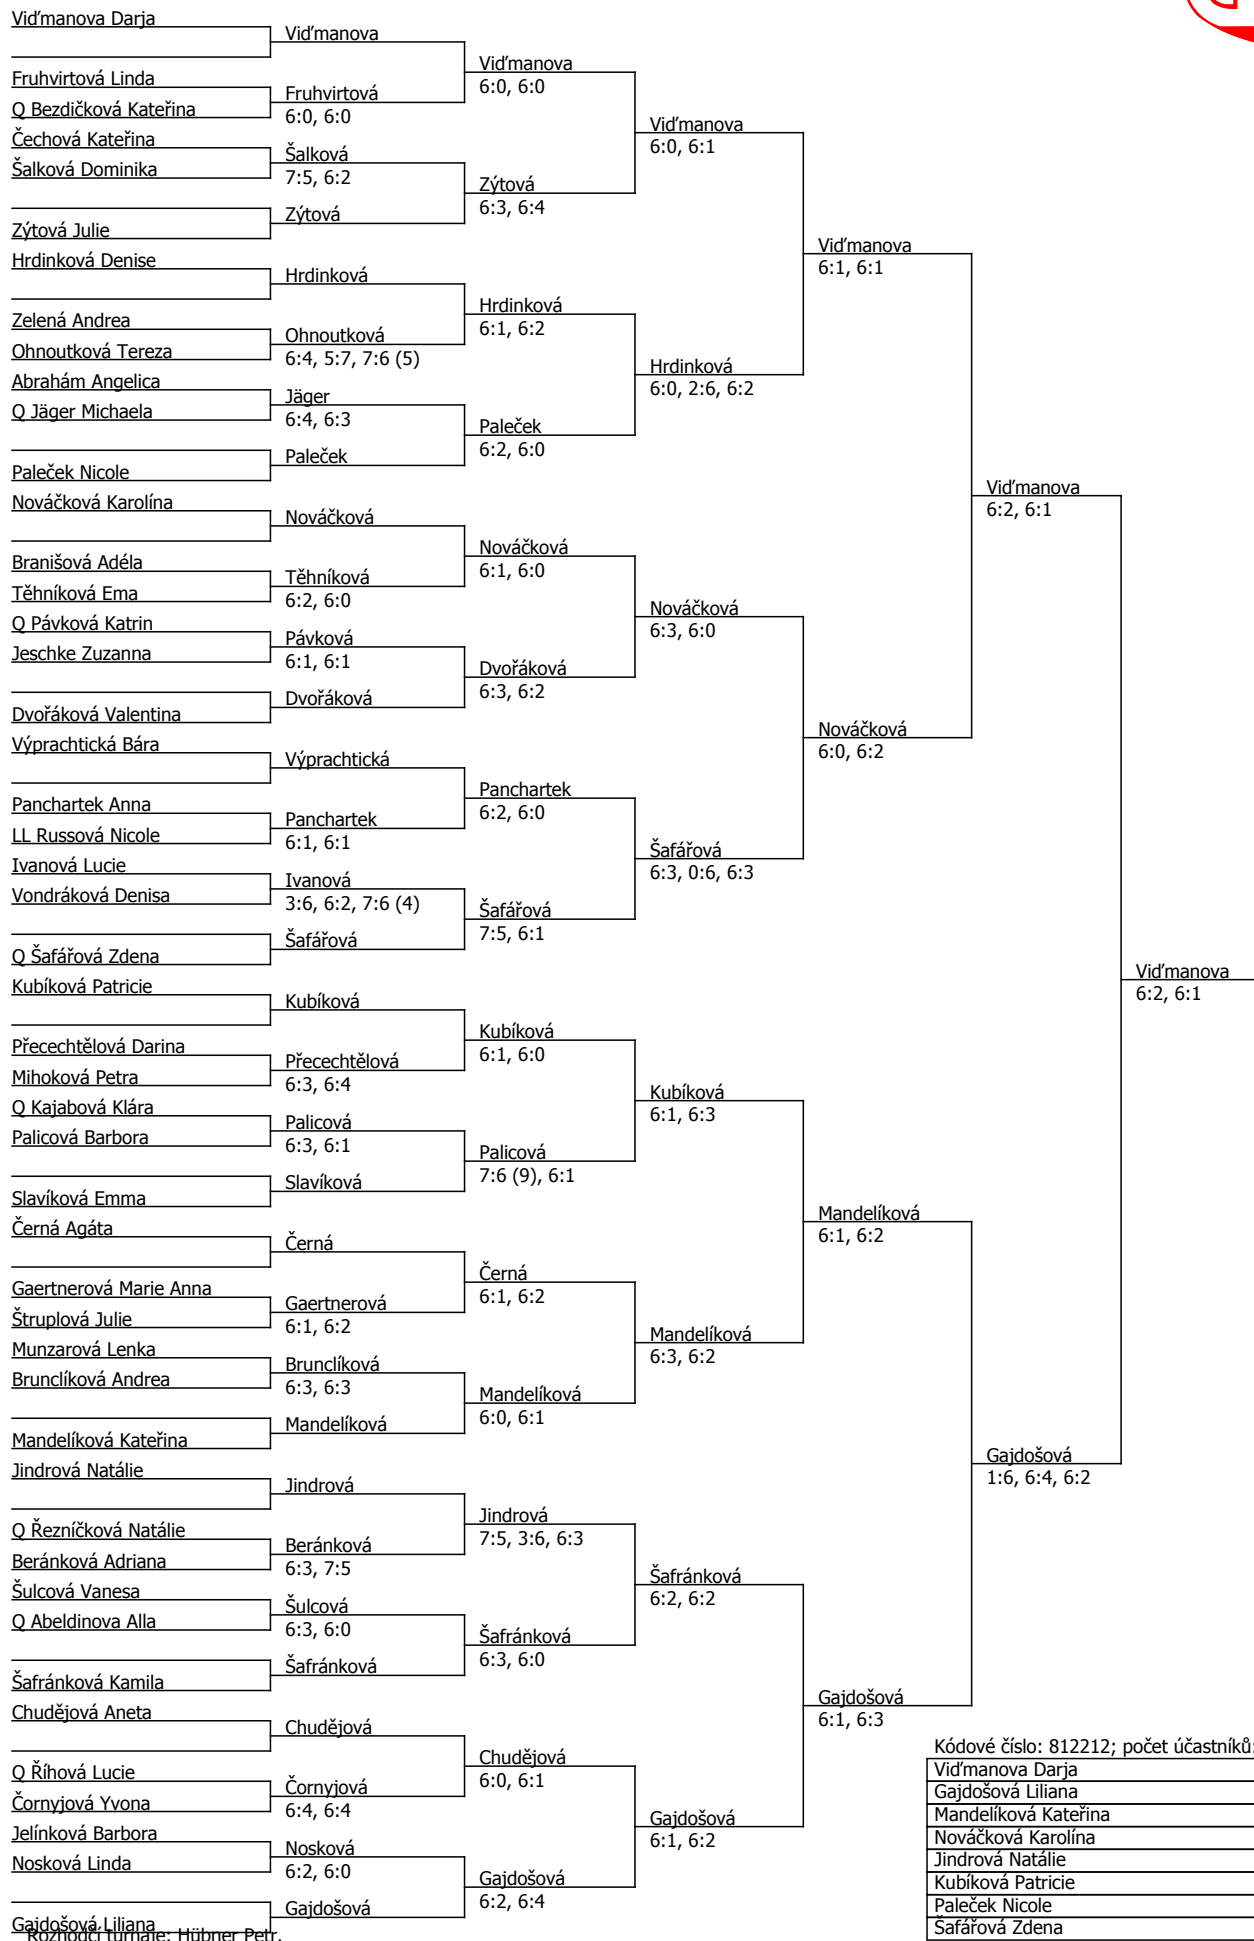 Viďmanova Darja
Viďmanova
Viďmanova
6:0, 6:0
Fruhvirtová Linda
Fruhvirtová
Q Bezdičková Kateřina
6:0, 6:0
Viďmanova
6:0, 6:1
Čechová Kateřina
Šalková
Šalková Dominika
7:5, 6:2
Zýtová
6:3, 6:4
Zýtová
Zýtová Julie
Viďmanova
6:1, 6:1
Hrdinková Denise
Hrdinková
Hrdinková
6:1, 6:2
Zelená Andrea
Ohnoutková
Ohnoutková Tereza
6:4, 5:7, 7:6 (5)
Hrdinková
6:0, 2:6, 6:2
Abrahám Angelica
Jäger
Q Jäger Michaela
6:4, 6:3
Paleček
6:2, 6:0
Paleček
Paleček Nicole
Viďmanova
6:2, 6:1
Nováčková Karolína
Nováčková
Nováčková
6:1, 6:0
Branišová Adéla
Těhníková
Těhníková Ema
6:2, 6:0
Nováčková
6:3, 6:0
Q Pávková Katrin
Pávková
Jeschke Zuzanna
6:1, 6:1
Dvořáková
6:3, 6:2
Dvořáková
Dvořáková Valentina
Nováčková
6:0, 6:2
Výprachtická Bára
Výprachtická
Panchartek
6:2, 6:0
Panchartek Anna
Panchartek
LL Russová Nicole
6:1, 6:1
Šafářová
6:3, 0:6, 6:3
Ivanová Lucie
Ivanová
Vondráková Denisa
3:6, 6:2, 7:6 (4)
Šafářová
7:5, 6:1
Šafářová
Q Šafářová Zdena
Viďmanova
6:2, 6:1
Kubíková Patricie
Kubíková
Kubíková
6:1, 6:0
Přecechtělová Darina
Přecechtělová
Mihoková Petra
6:3, 6:4
Kubíková
6:1, 6:3
Q Kajabová Klára
Palicová
Palicová Barbora
6:3, 6:1
Palicová
7:6 (9), 6:1
Slavíková
Slavíková Emma
Mandelíková
6:1, 6:2
Černá Agáta
Černá
Černá
6:1, 6:2
Gaertnerová Marie Anna
Gaertnerová
Štruplová Julie
6:1, 6:2
Mandelíková
6:3, 6:2
Munzarová Lenka
Brunclíková
Brunclíková Andrea
6:3, 6:3
Mandelíková
6:0, 6:1
Mandelíková
Mandelíková Kateřina
Gajdošová
1:6, 6:4, 6:2
Jindrová Natálie
Jindrová
Jindrová
7:5, 3:6, 6:3
Q Řezníčková Natálie
Beránková
Beránková Adriana
6:3, 7:5
Šafránková
6:2, 6:2
Šulcová Vanesa
Šulcová
Q Abeldinova Alla
6:3, 6:0
Šafránková
6:3, 6:0
Šafránková
Šafránková Kamila
Gajdošová
6:1, 6:3
Chudějová Aneta
Chudějová
Chudějová
6:0, 6:1
Q Říhová Lucie
Čornyjová
Čornyjová Yvona
6:4, 6:4
Gajdošová
6:1, 6:2
Jelínková Barbora
Nosková
Nosková Linda
6:2, 6:0
Gajdošová
6:2, 6:4
Gajdošová
Gajdošová Liliana
Rozhodčí turnaje: Hübner Petr,
Kódové číslo: 812212; počet účastníků:
Viďmanova Darja
Gajdošová Liliana
Mandelíková Kateřina
Nováčková Karolína
Jindrová Natálie
Kubíková Patricie
Paleček Nicole
Šafářová Zdena